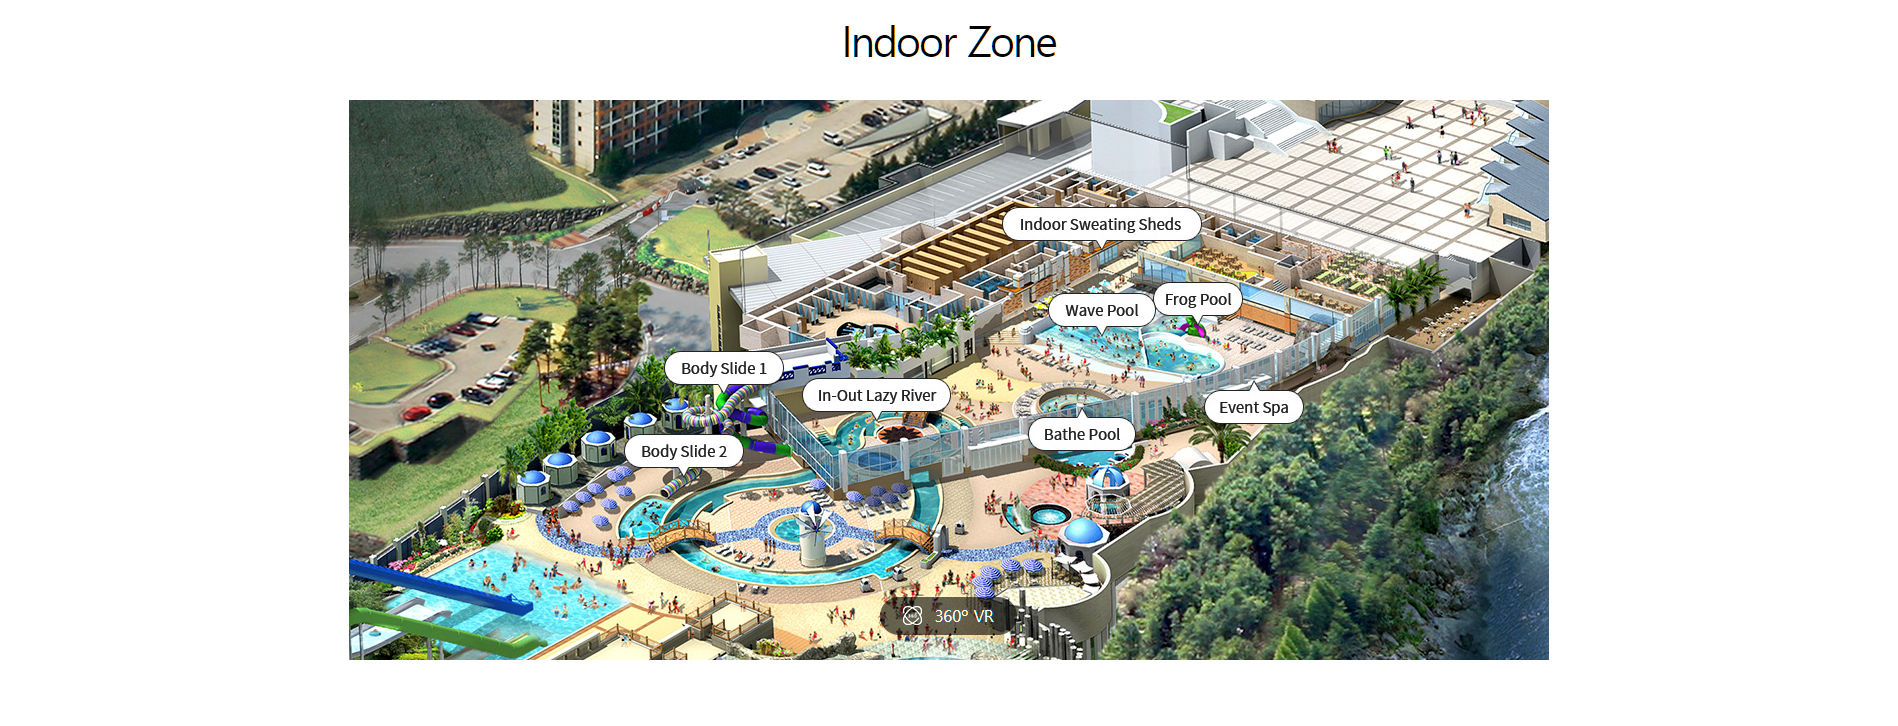 Indoor Zone
Indoor Sweating Sheds
Wave Pool
Frog Pool
Body Slide 1
In-Out Lazy River
Event Spa
Bathe Pool
Body Slide 2
360º VR